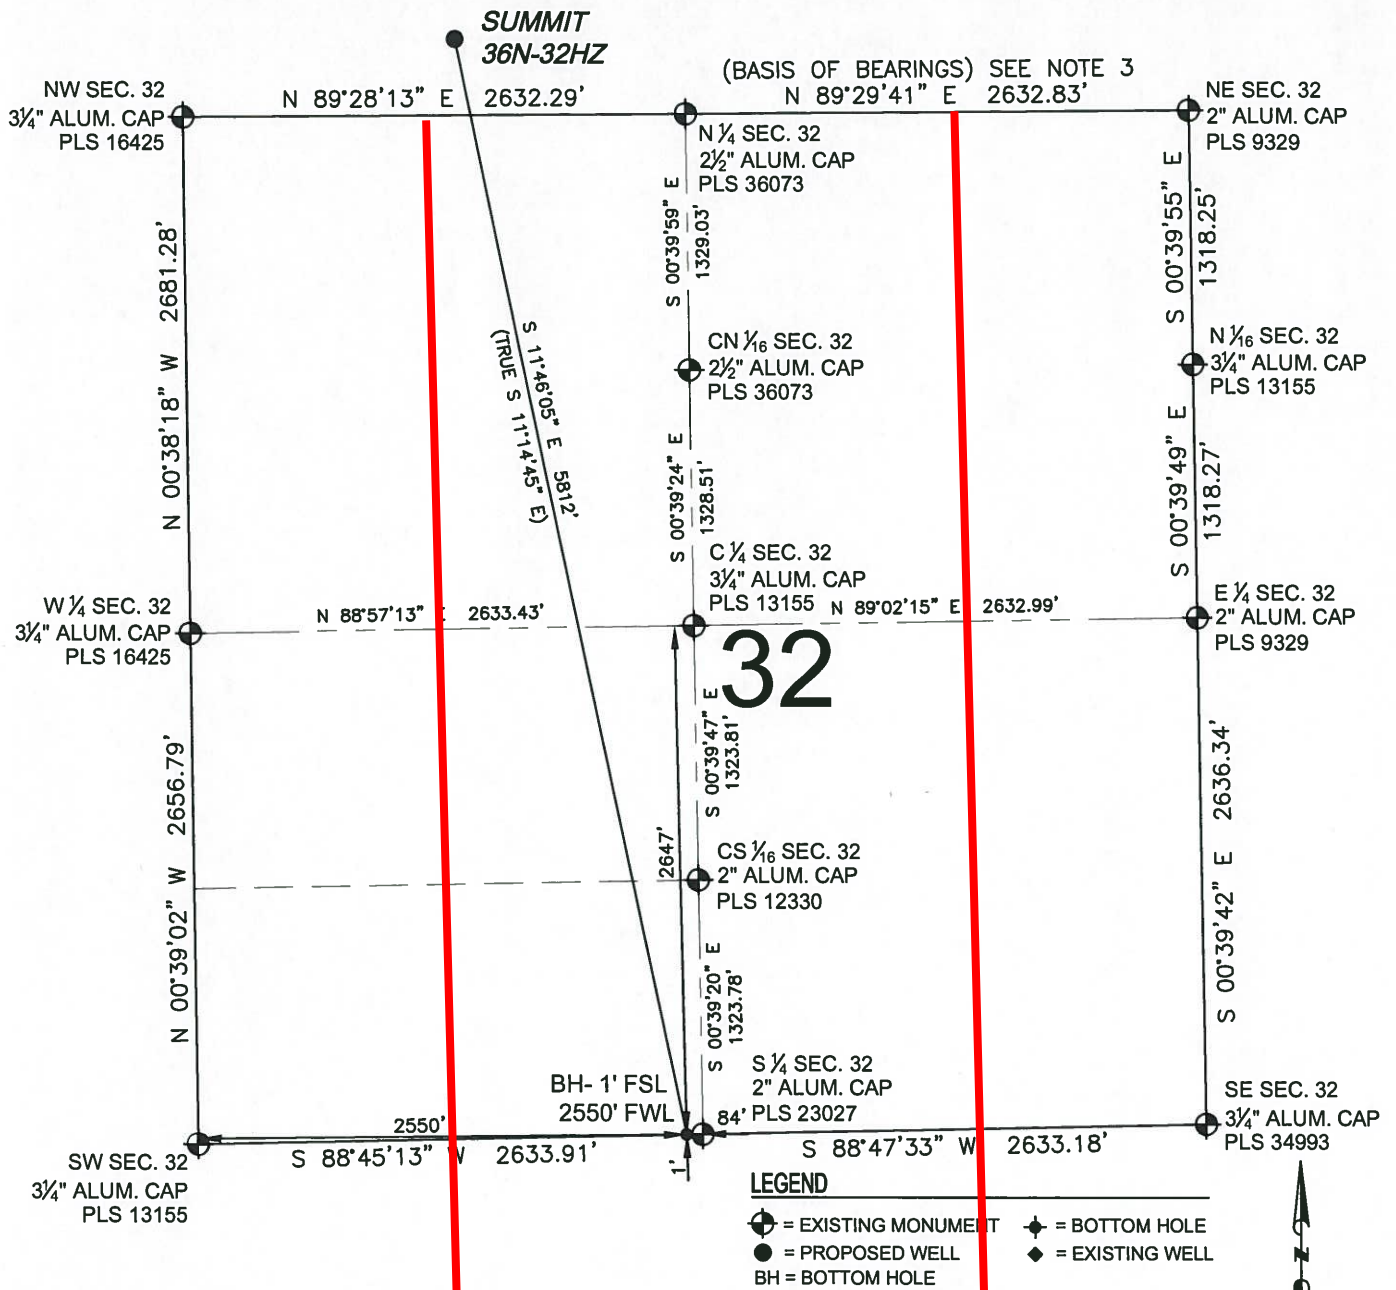 SUMMIT
36N-32HZ
(BASIS OF BEARINGS) SEE NOTE 3
N 89°28'13" E 2632.29'
N 89°29'41" E 2632.83'
NW SEC. 32
3¼" ALUM. CAP
PLS 16425
N ¼ SEC. 32
2½" ALUM. CAP
PLS 36073
NE SEC. 32
2" ALUM. CAP
PLS 9329
N 00°38'18" W 2681.28'
S 11°46'05" E 5812'
(TRUE S 11°14'45" E)
S 00°39'59" E
1329.03'
S 00°39'55" E
1318.25'
CN 1/16 SEC. 32
2½" ALUM. CAP
PLS 36073
N 1/16 SEC. 32
3¼" ALUM. CAP
PLS 13155
S 00°39'24" E
1328.51'
S 00°39'49" E
1318.27'
C ¼ SEC. 32
3¼" ALUM. CAP
PLS 13155
W ¼ SEC. 32
3¼" ALUM. CAP
PLS 16425
N 88°57'13" E 2633.43'
N 89°02'15" E 2632.99'
E ¼ SEC. 32
2" ALUM. CAP
PLS 9329
32
N 00°39'02" W 2656.79'
2647'
S 00°39'47" E
1323.81'
S 00°39'42" E 2636.34'
CS 1/16 SEC. 32
2" ALUM. CAP
PLS 12330
S 00°39'20" E
1323.78'
BH- 1' FSL
2550' FWL
S ¼ SEC. 32
2" ALUM. CAP
PLS 23027
84'
2550'
S 88°45'13" W 2633.91'
1'
S 88°47'33" W 2633.18'
SW SEC. 32
3¼" ALUM. CAP
PLS 13155
SE SEC. 32
3¼" ALUM. CAP
PLS 34993
LEGEND
= EXISTING MONUMENT
= BOTTOM HOLE
= PROPOSED WELL
= EXISTING WELL
BH = BOTTOM HOLE
N